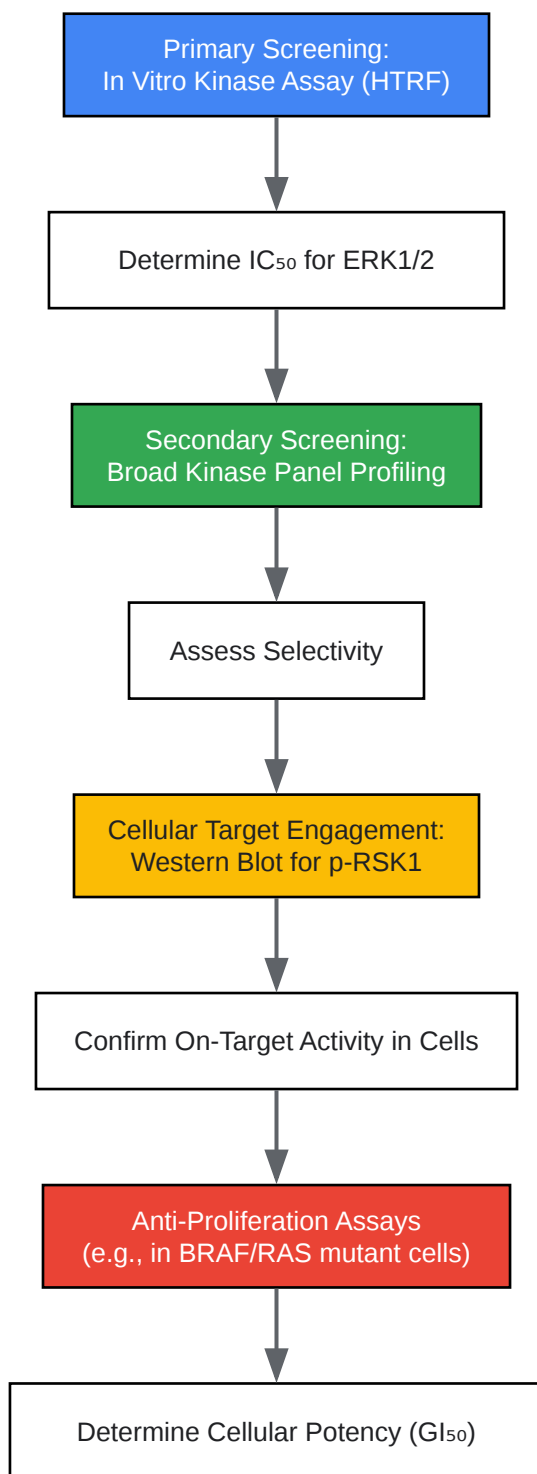 Primary Screening:
In Vitro Kinase Assay (HTRF)
Determine IC₅₀ for ERK1/2
Secondary Screening:
Broad Kinase Panel Profiling
Assess Selectivity
Cellular Target Engagement:
Western Blot for p-RSK1
Confirm On-Target Activity in Cells
Anti-Proliferation Assays
(e.g., in BRAF/RAS mutant cells)
Determine Cellular Potency (GI₅₀)